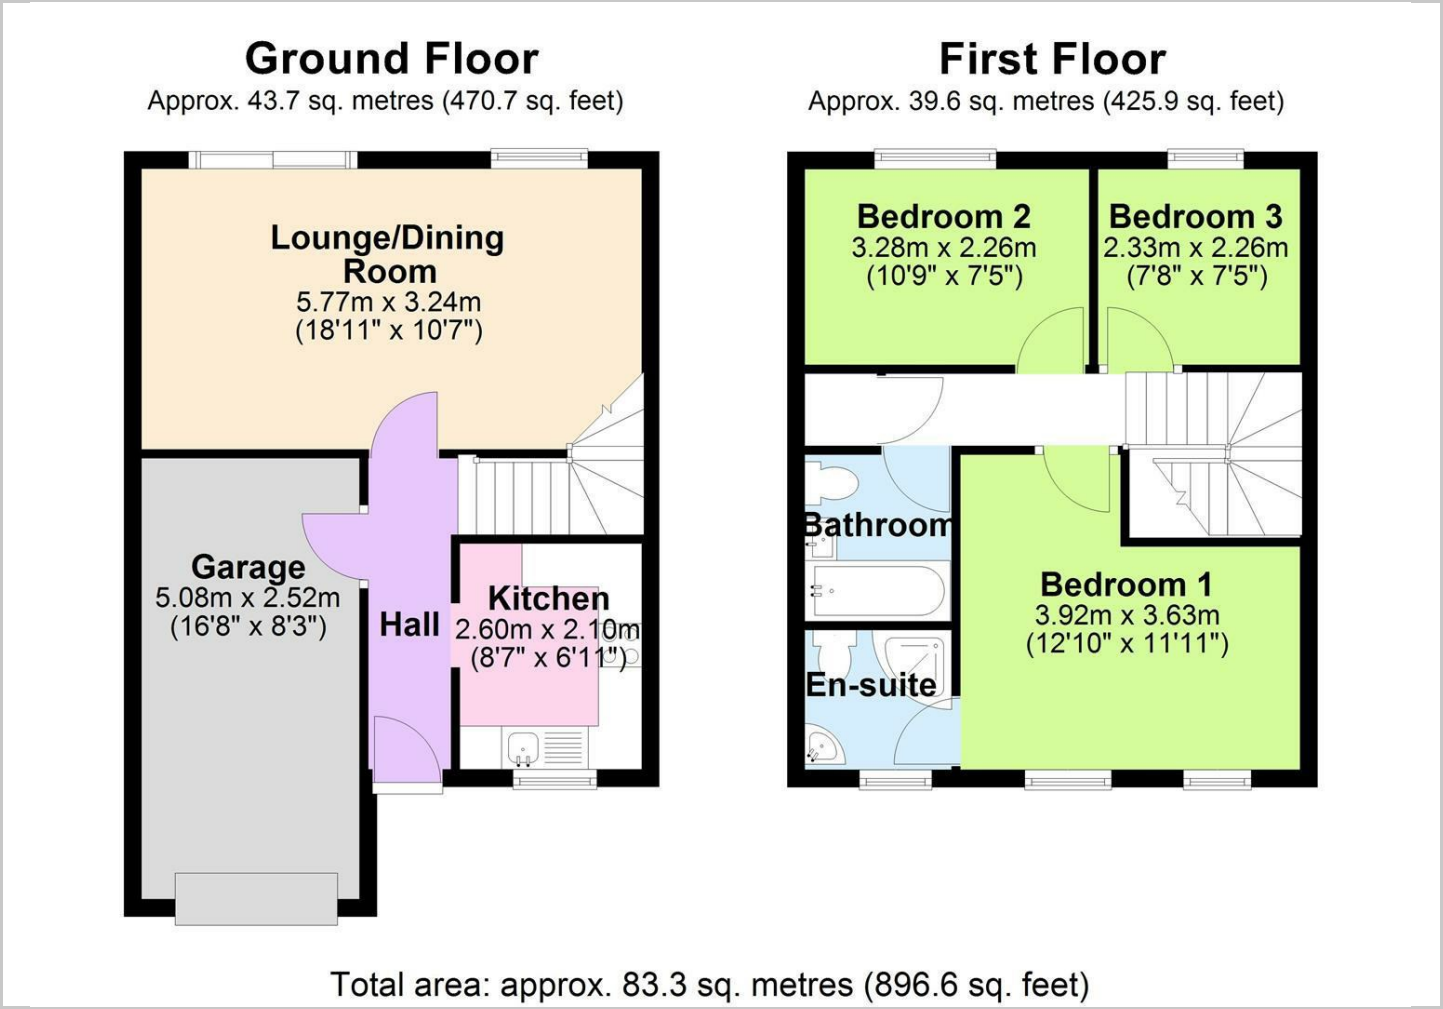 Ground Floor
Approx. 43.7 sq. metres (470.7 sq. feet)
Lounge/Dining
Room
5.77m x 3.24m
(18'11" x 10'7")
Garage
5.08m x 2.52m
(16'8" x 8'3")
Hall
Kitchen
2.60m x 2.10m
(8'7" x 6'11")
First Floor
Approx. 39.6 sq. metres (425.9 sq. feet)
Bedroom 2
3.28m x 2.26m
(10'9" x 7'5")
Bedroom 3
2.33m x 2.26m
(7'8" x 7'5")
Bathroom
Bedroom 1
3.92m x 3.63m
(12'10" x 11'11")
En-suite
Total area: approx. 83.3 sq. metres (896.6 sq. feet)